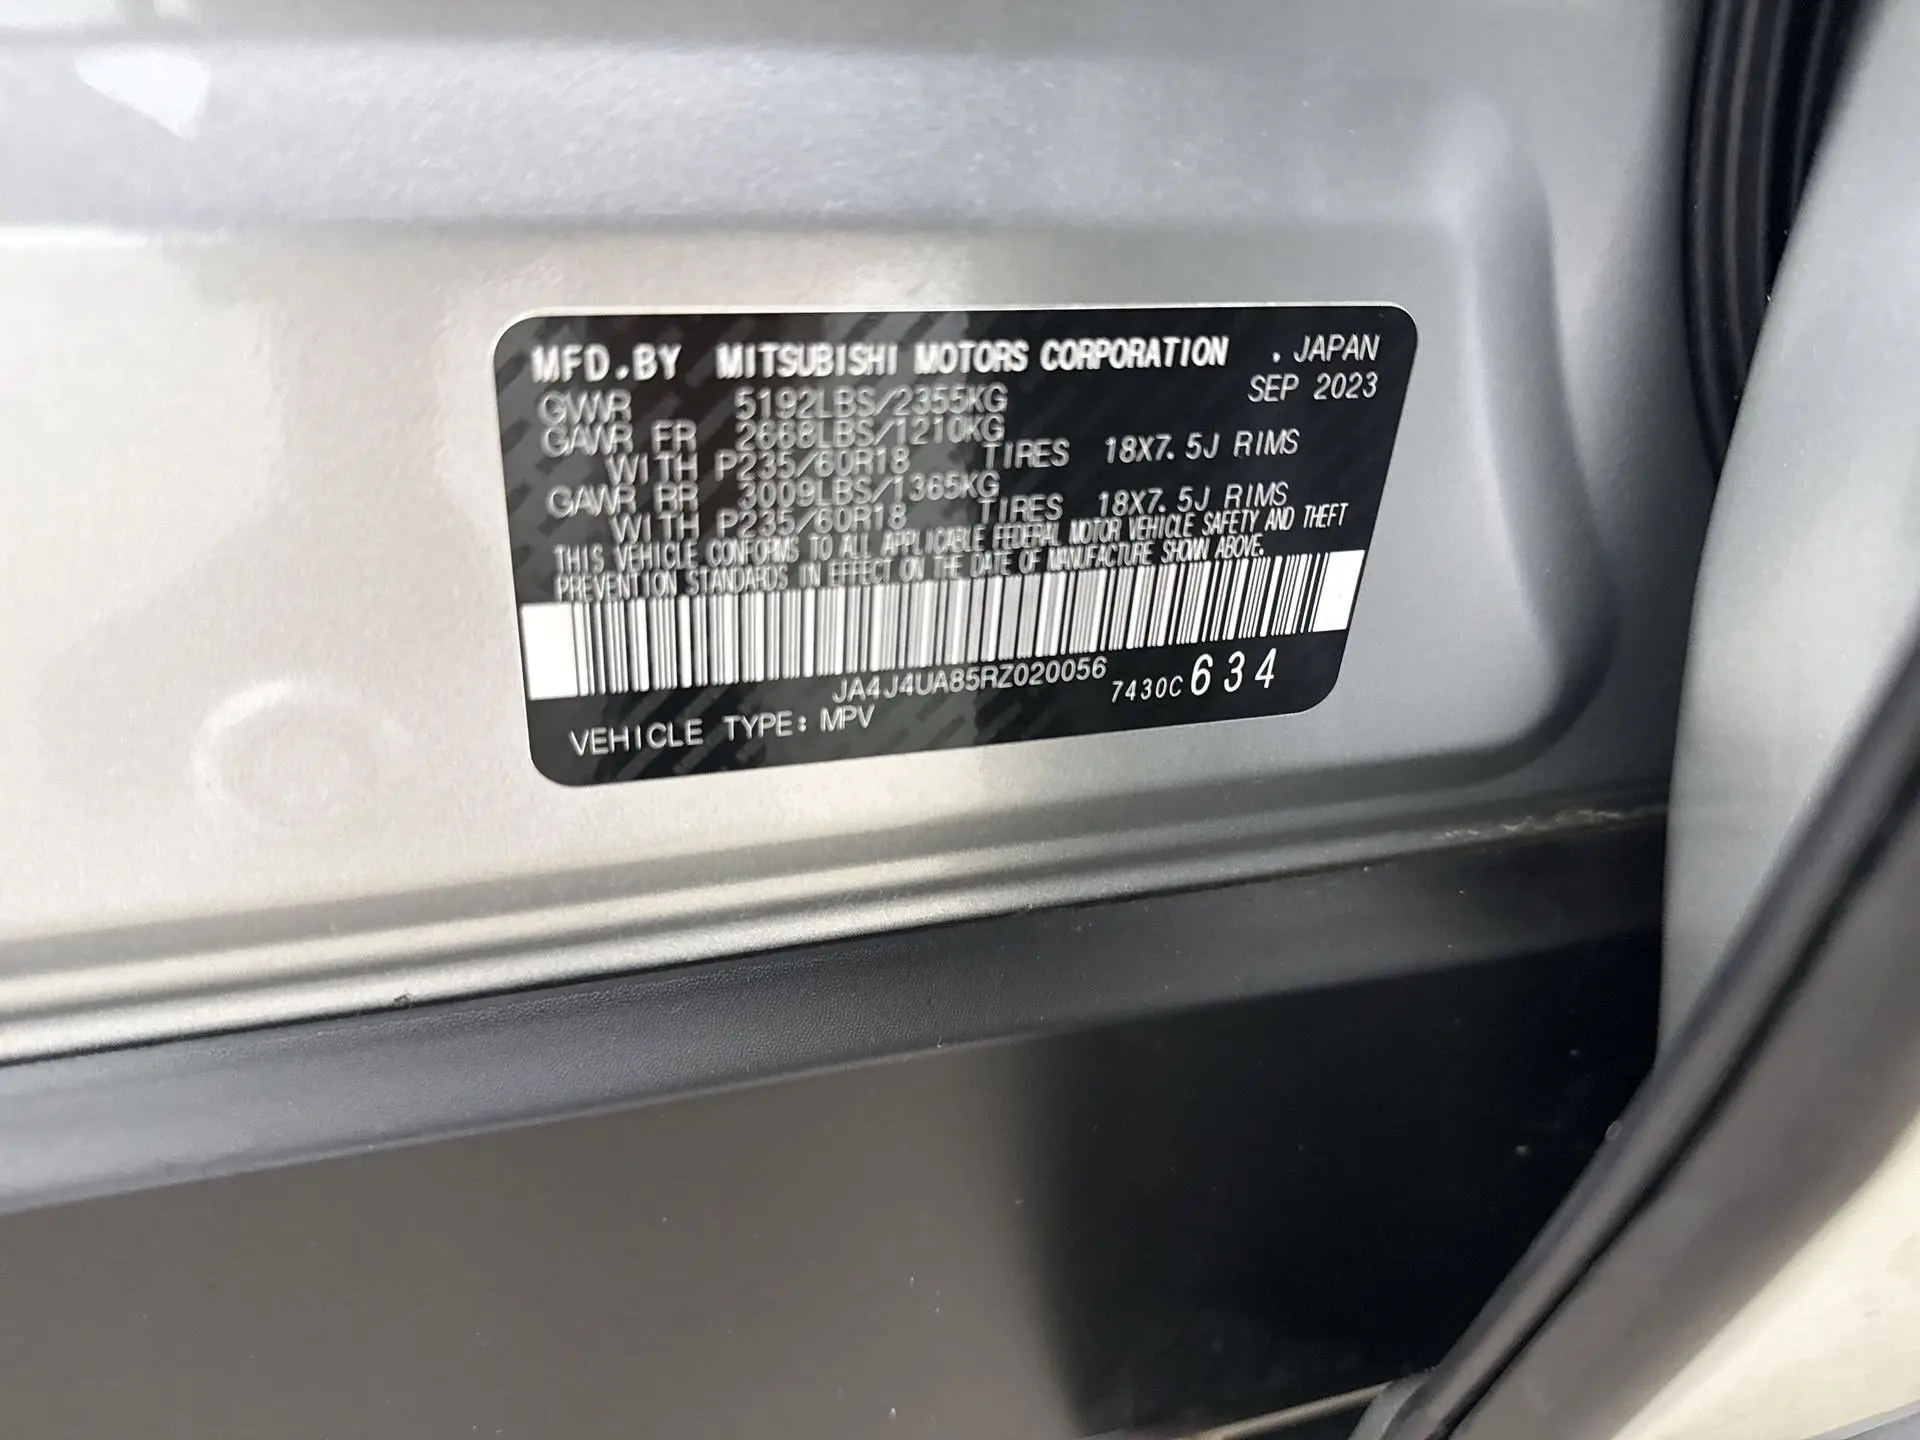 MFD.BY MITSUBISHI MOTORS CORPORATION . JAPAN
SEP 2023
GVWR 5192LBS/2355KG
GAWR FR 2668LBS/1210KG
WITH P235/60R18 TIRES 18X7.5J RIMS
GAWR RR 3009LBS/1365KG
WITH P235/60R18 TIRES 18X7.5J RIMS
THIS VEHICLE CONFORMS TO ALL APPLICABLE FEDERAL MOTOR VEHICLE SAFETY AND THEFT
PREVENTION STANDARDS IN EFFECT ON THE DATE OF MANUFACTURE SHOWN ABOVE.
JA4J4UA85RZ020056 7430C 634
VEHICLE TYPE: MPV